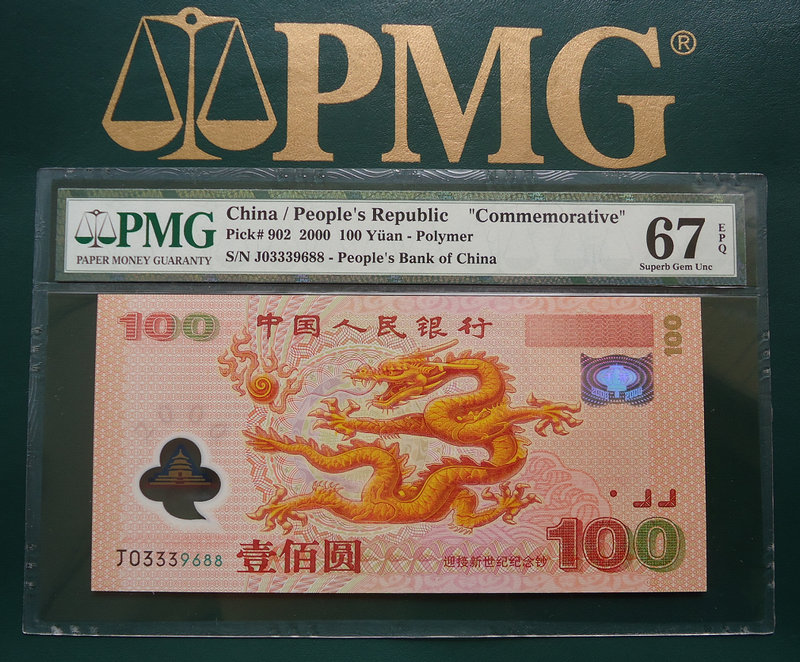 PMG®
PMG
PAPER MONEY GUARANTY
China / People's Republic "Commemorative"
Pick# 902 2000 100 Yüan - Polymer
S/N J03339688 - People's Bank of China
67 EPQ
Superb Gem Unc
100
中国人民银行
100
J03339688
壹佰圆
迎接新世纪纪念钞
100